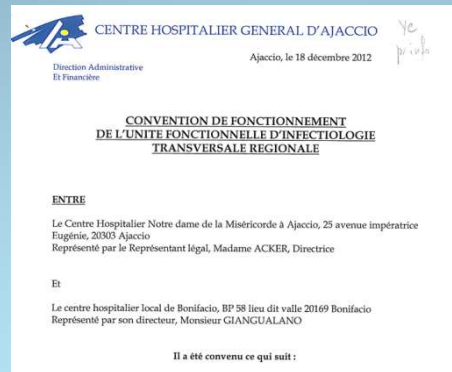 CENTRE HOSPITALIER GENERAL D'AJACCIO
Ajaccio, le 18 décembre 2012
Direction Administrative
Et Financière
CONVENTION DE FONCTIONNEMENT
DE L'UNITE FONCTIONNELLE D'INFECTIOLOGIE
TRANSVERSALE REGIONALE
ENTRE
Le Centre Hospitalier Notre dame de la Miséricorde à Ajaccio, 25 avenue impératrice
Eugénie, 20303 Ajaccio
Représenté par le Représentant légal, Madame ACKER, Directrice
Et
Le centre hospitalier local de Bonifacio, BP 58 lieu dit valle 20169 Bonifacio
Représenté par son directeur, Monsieur GIANGUALANO
Il a été convenu ce qui suit :